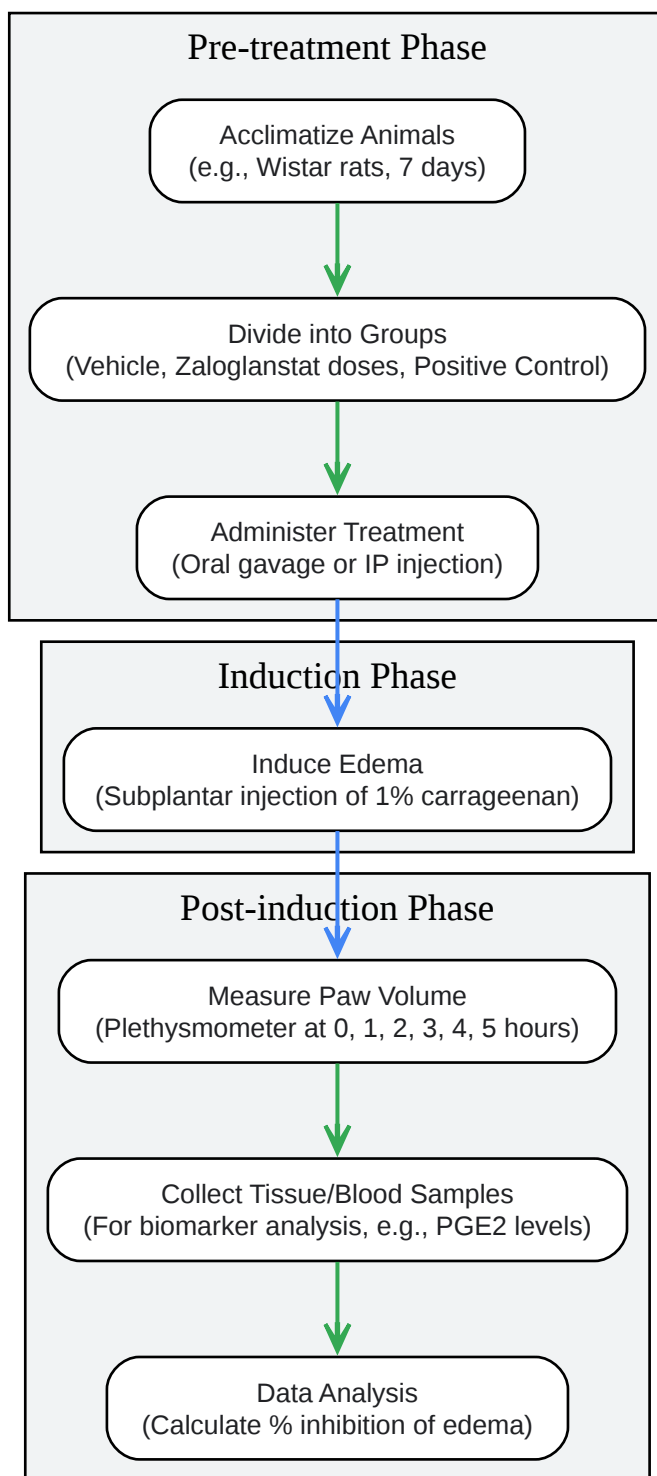 Pre-treatment Phase
Acclimatize Animals
(e.g., Wistar rats, 7 days)
Divide into Groups
(Vehicle, Zaloglanstat doses, Positive Control)
Administer Treatment
(Oral gavage or IP injection)
Induction Phase
Induce Edema
(Subplantar injection of 1% carrageenan)
Post-induction Phase
Measure Paw Volume
(Plethysmometer at 0, 1, 2, 3, 4, 5 hours)
Collect Tissue/Blood Samples
(For biomarker analysis, e.g., PGE2 levels)
Data Analysis
(Calculate % inhibition of edema)